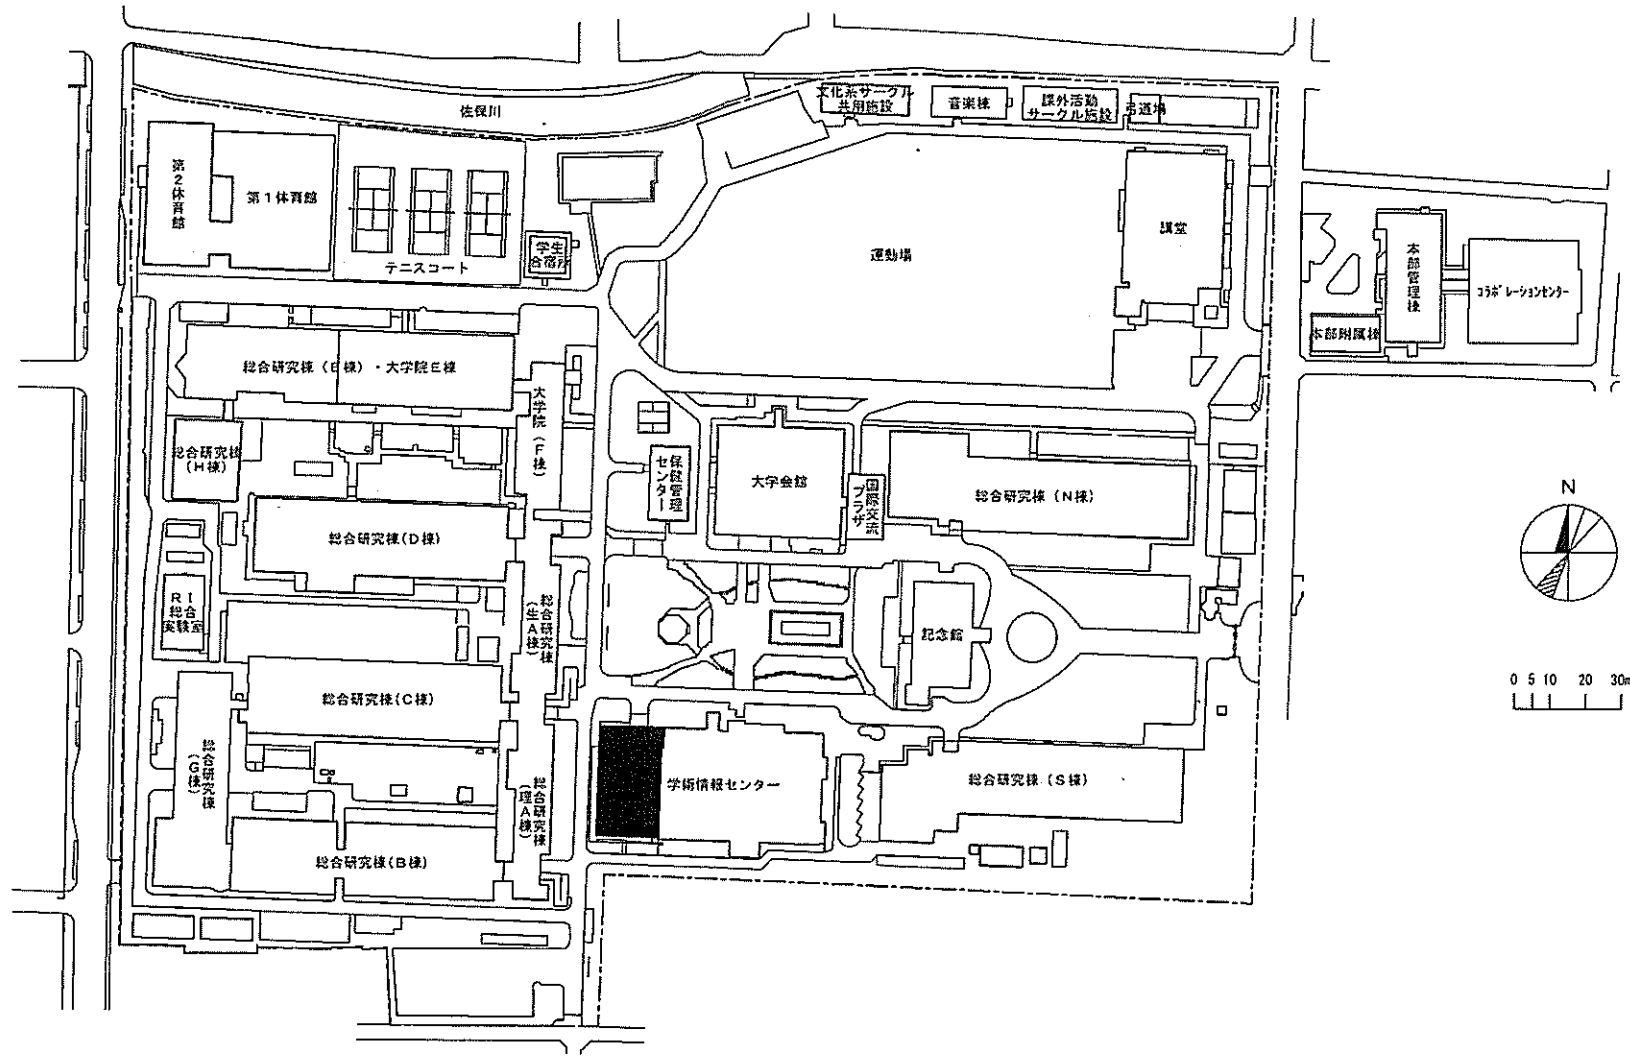 佐保川
文化系サークル
共用施設
音楽棟
課外活動
サークル施設
弓道場
第2体育館
第1体育館
テニスコート
学生
合宿所
運動場
講堂
本部管理棟
コラボレーションセンター
本部附属棟
総合研究棟(E棟)・大学院E棟
大学院(F棟)
総合研究棟
(H棟)
保健管理
センター
大学会館
国際交流
プラザ
総合研究棟(N棟)
N
総合研究棟(D棟)
RI
総合
実験室
総合研究棟
(生A棟)
記念館
総合研究棟(C棟)
0 5 10 20 30m
総合研究棟
(G棟)
総合研究棟
(理A棟)
学術情報センター
総合研究棟(S棟)
総合研究棟(B棟)